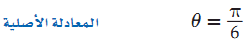 المعادلة الأصلية θ = π/6